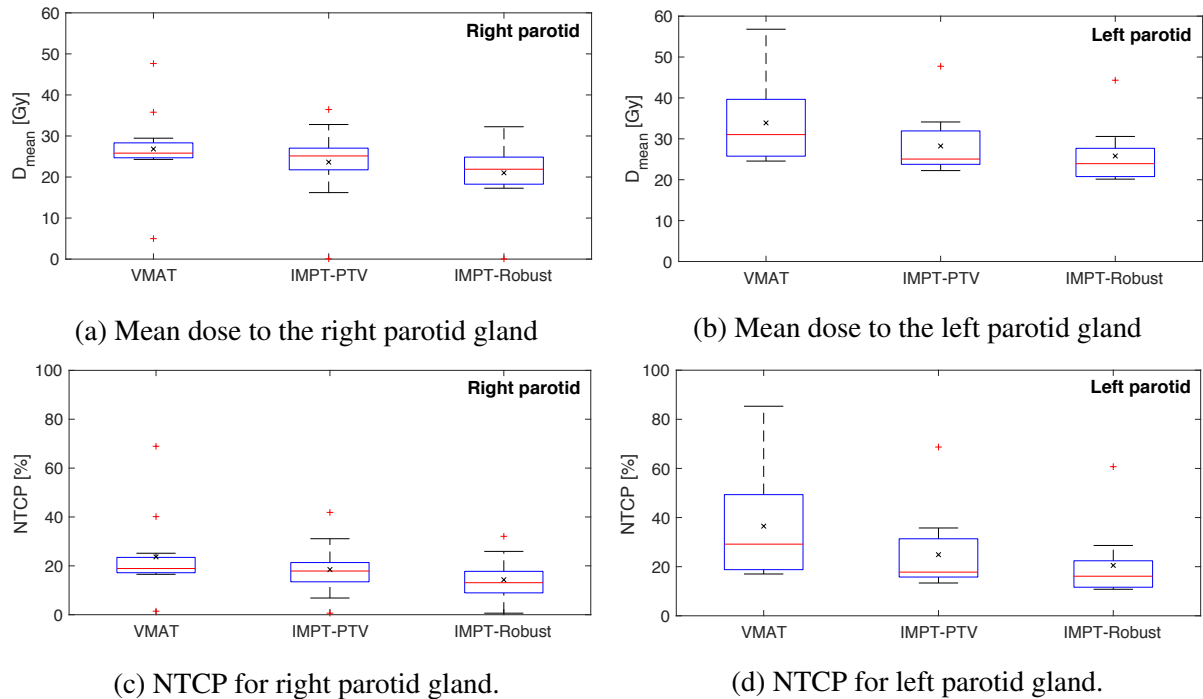 Right parotid
60
50
40
30
20
10
0
D_mean [Gy]
VMAT IMPT-PTV IMPT-Robust
(a) Mean dose to the right parotid gland
Left parotid
60
50
40
30
20
10
0
D_mean [Gy]
VMAT IMPT-PTV IMPT-Robust
(b) Mean dose to the left parotid gland
Right parotid
100
80
60
40
20
0
NTCP [%]
VMAT IMPT-PTV IMPT-Robust
(c) NTCP for right parotid gland.
Left parotid
100
80
60
40
20
0
NTCP [%]
VMAT IMPT-PTV IMPT-Robust
(d) NTCP for left parotid gland.